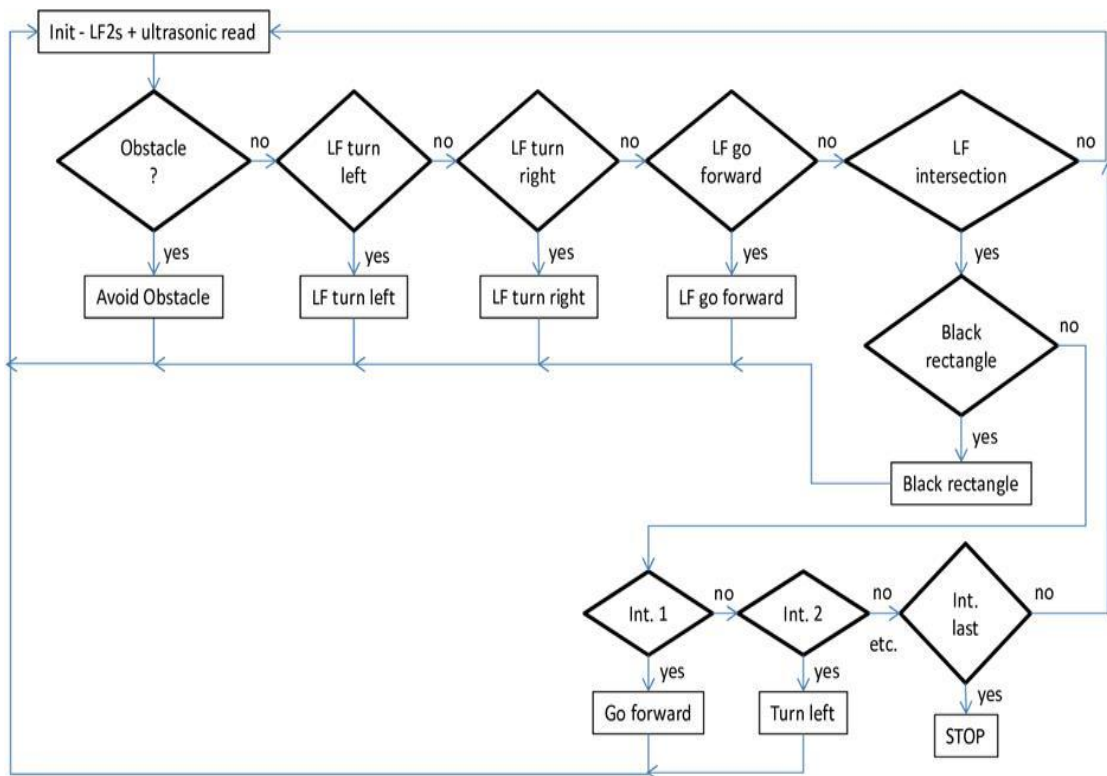 Init - LF2s + ultrasonic read
Obstacle
?
no
LF turn
left
no
LF turn
right
no
LF go
forward
no
LF
intersection
no
yes
yes
yes
yes
yes
Avoid Obstacle
LF turn left
LF turn right
LF go forward
Black
rectangle
no
yes
Black rectangle
Int. 1
no
Int. 2
no
etc.
Int.
last
no
yes
yes
yes
Go forward
Turn left
STOP